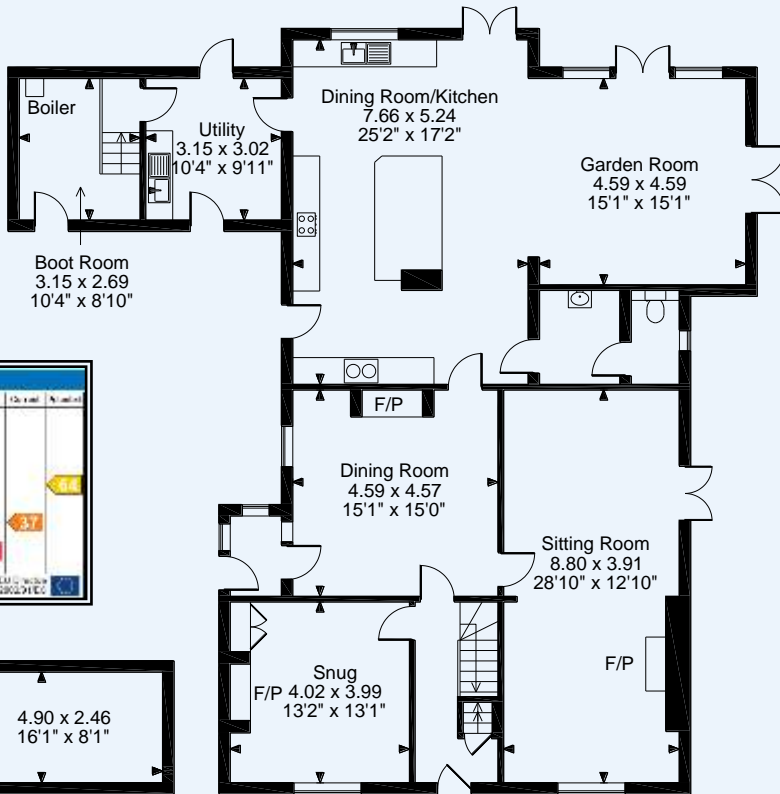 Boiler
Utility
3.15 x 3.02
10'4" x 9'11"
Dining Room/Kitchen
7.66 x 5.24
25'2" x 17'2"
Garden Room
4.59 x 4.59
15'1" x 15'1"
Boot Room
3.15 x 2.69
10'4" x 8'10"
Current
64
37
F/P
Dining Room
4.59 x 4.57
15'1" x 15'0"
Sitting Room
8.80 x 3.91
28'10" x 12'10"
F/P
Snug
F/P 4.02 x 3.99
13'2" x 13'1"
4.90 x 2.46
16'1" x 8'1"